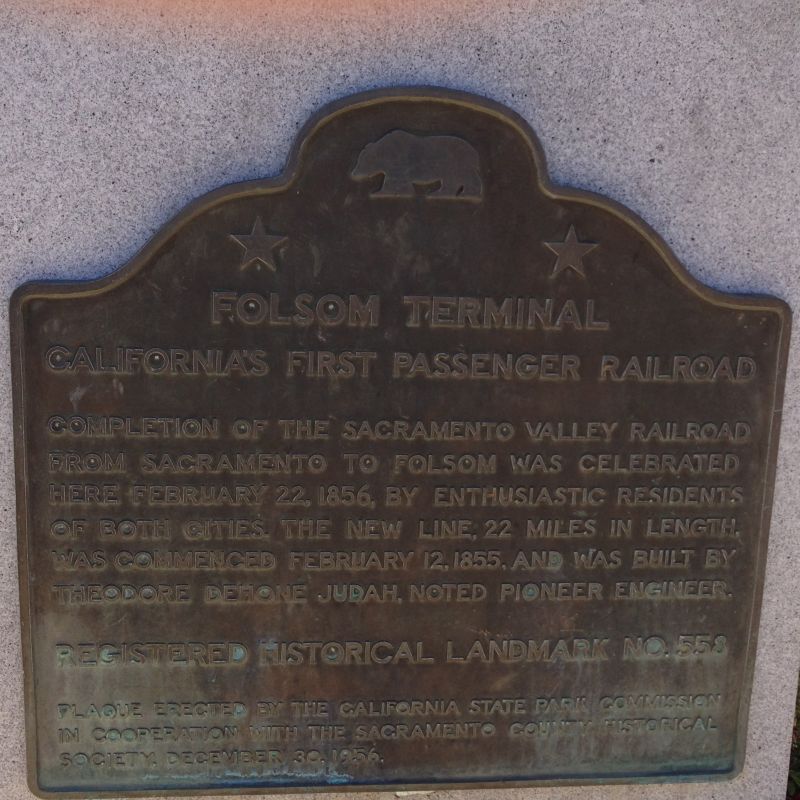 FOLSOM TERMINAL
CALIFORNIA'S FIRST PASSENGER RAILROAD
COMPLETION OF THE SACRAMENTO VALLEY RAILROAD
FROM SACRAMENTO TO FOLSOM WAS CELEBRATED
HERE FEBRUARY 22, 1856, BY ENTHUSIASTIC RESIDENTS
OF BOTH CITIES. THE NEW LINE, 22 MILES IN LENGTH,
WAS COMMENCED FEBRUARY 12, 1855, AND WAS BUILT BY
THEODORE DEHONE JUDAH, NOTED PIONEER ENGINEER.
REGISTERED HISTORICAL LANDMARK NO. 558
PLAQUE ERECTED BY THE CALIFORNIA STATE PARK COMMISSION
IN COOPERATION WITH THE SACRAMENTO COUNTY HISTORICAL
SOCIETY, DECEMBER 30, 1956.